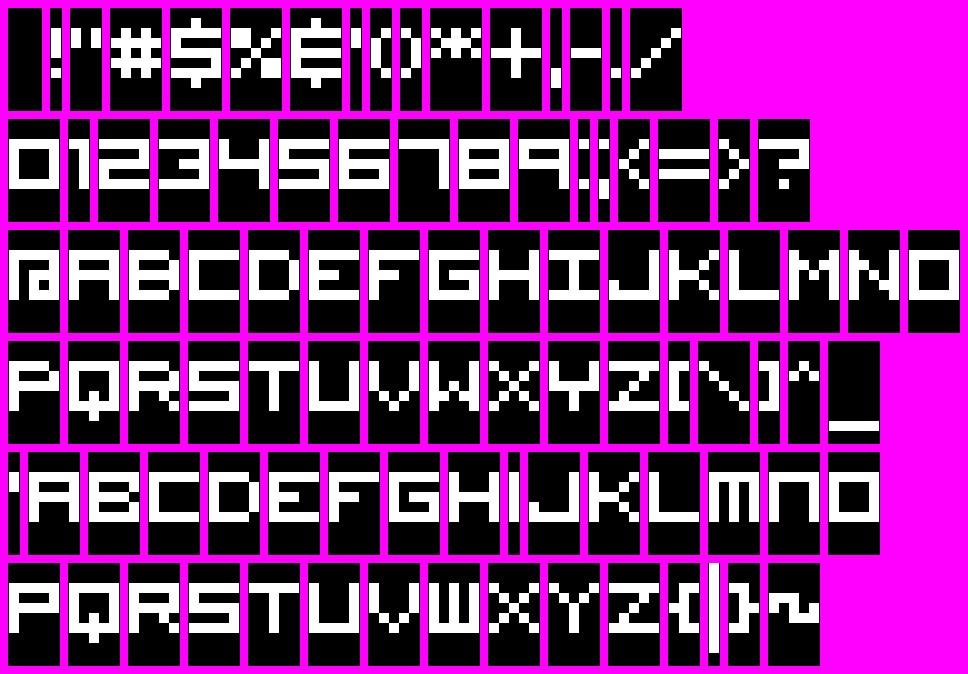 !"#$%&'()*+,-./
0123456789:;<=>?
@ABCDEFGHIJKLMNO
PQRSTUVWXYZ[\]^_
`ABCDEFGHIJKLMNO
PQRSTUVWXYZ{|}~